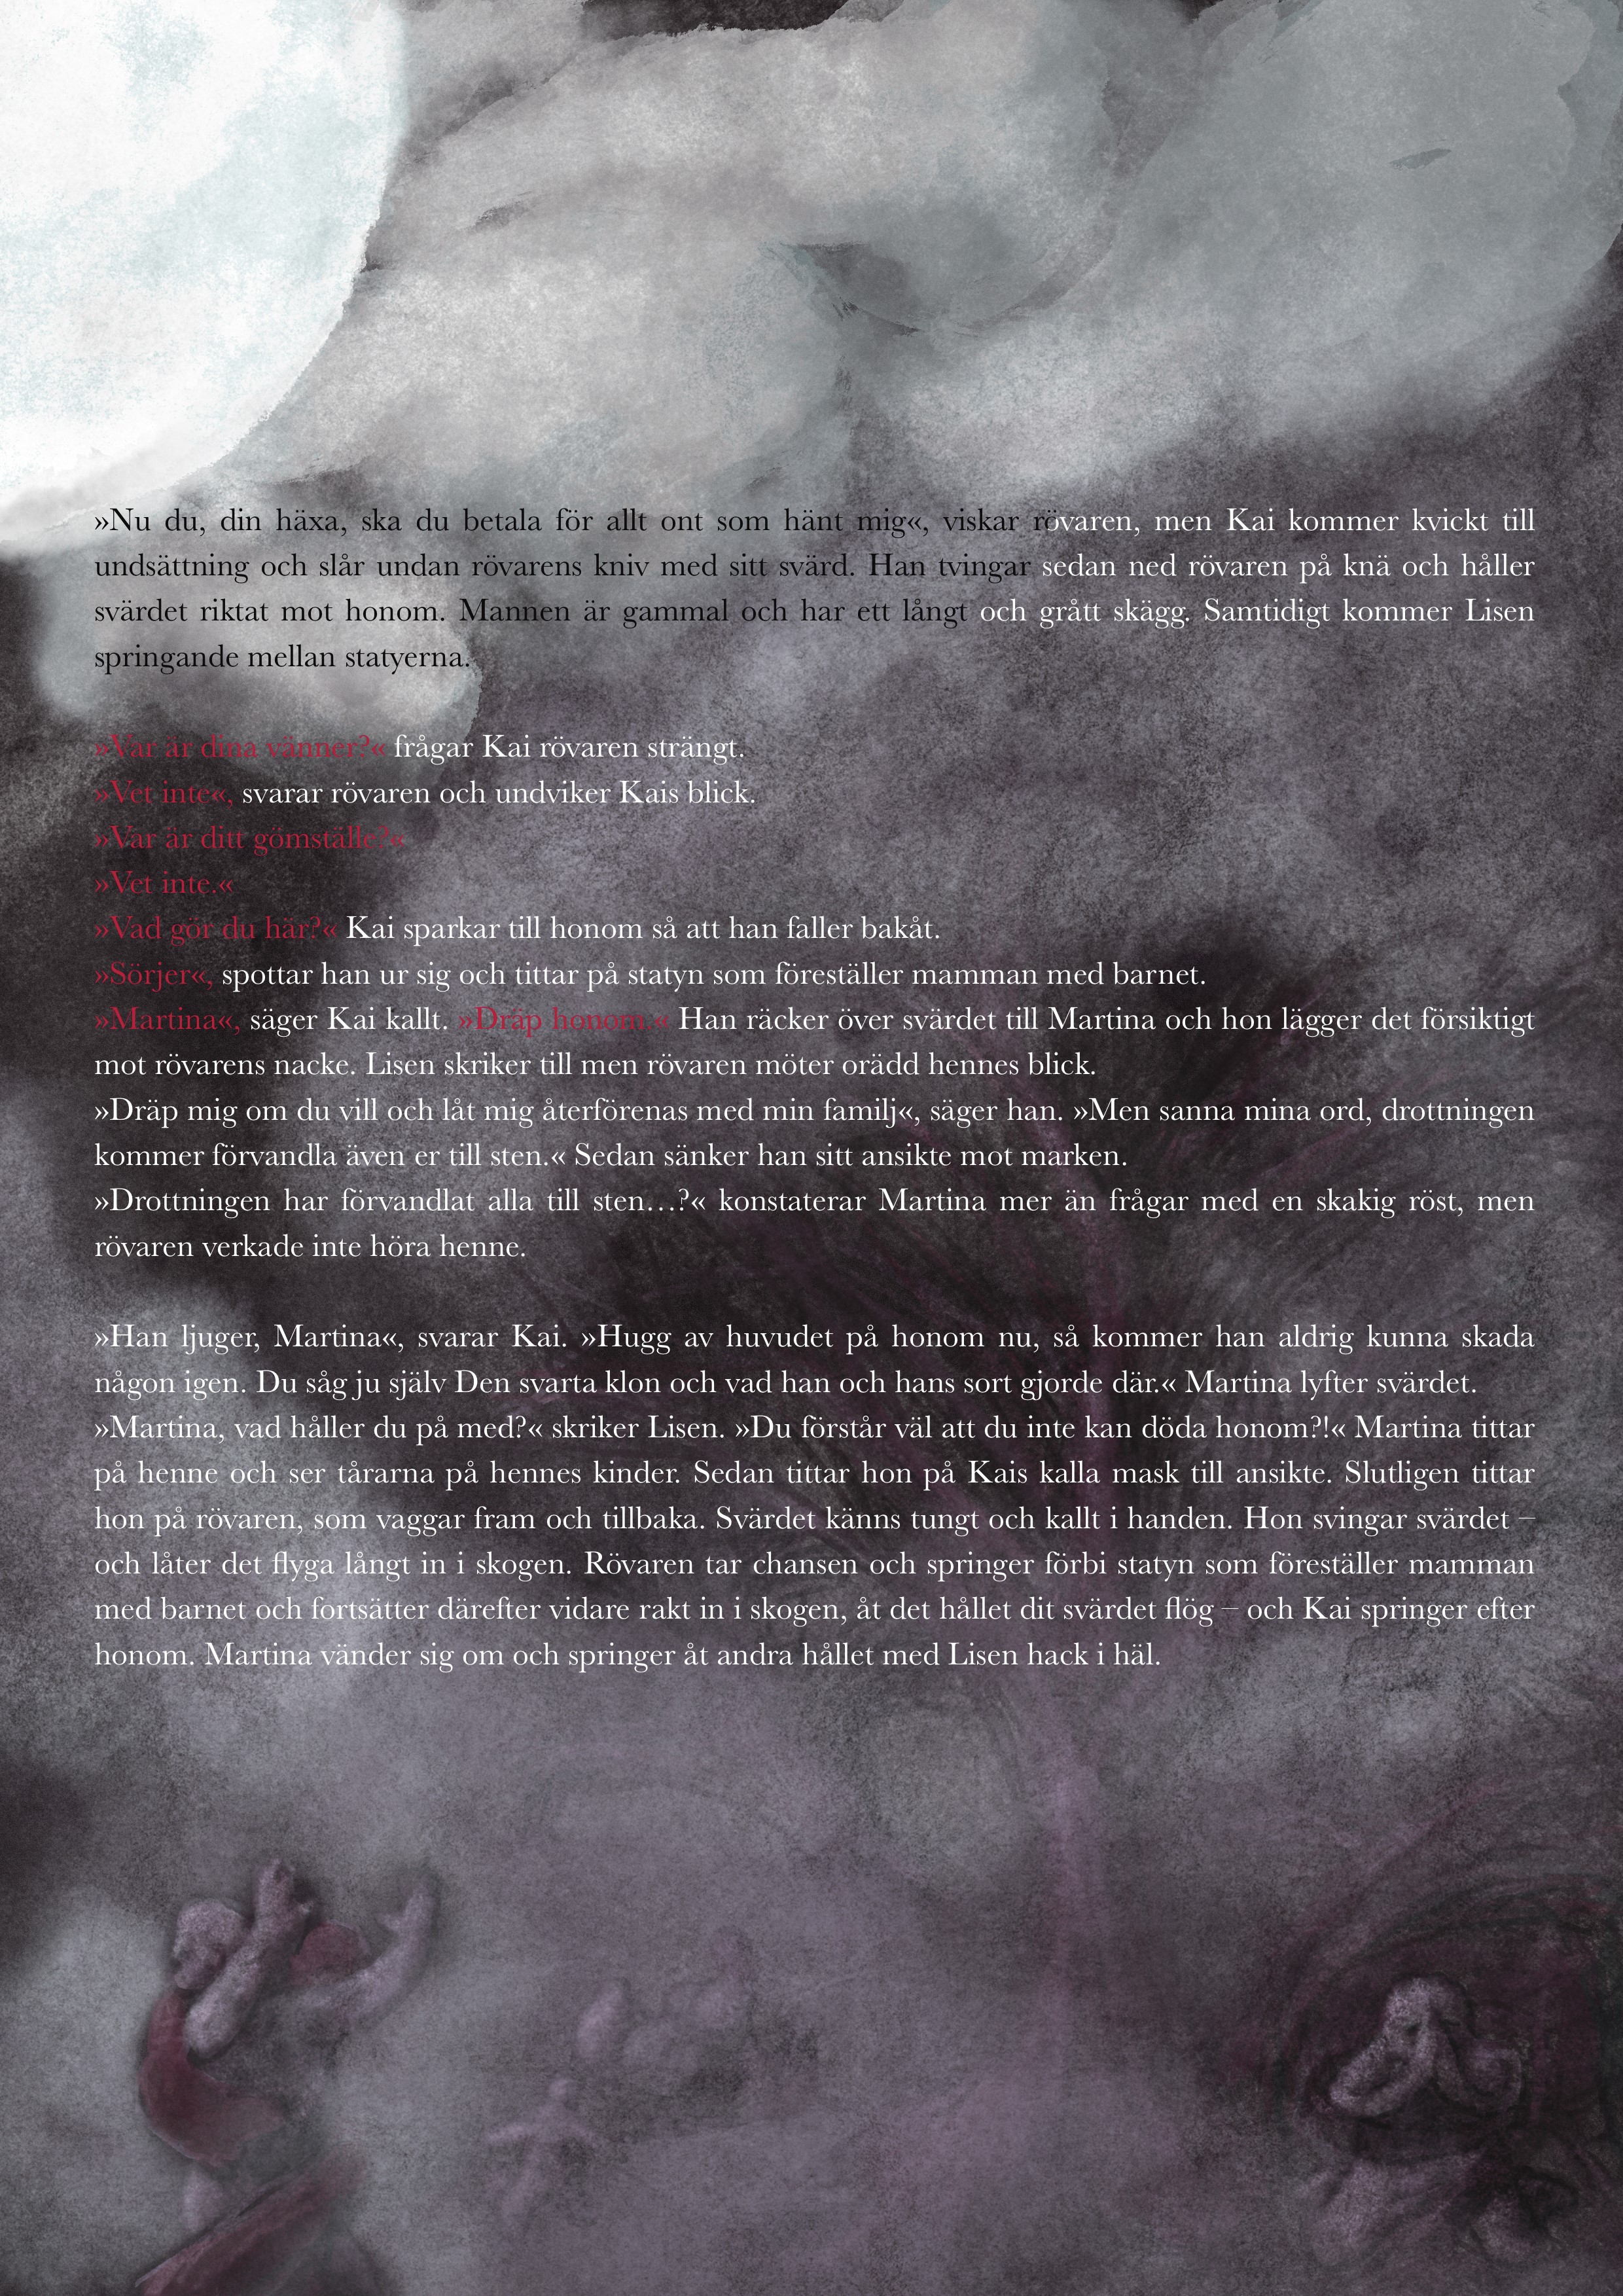 »Nu du, din häxa, ska du betala för allt ont som hänt mig«, viskar rövaren, men Kai kommer kvickt till
undsättning och slår undan rövarens kniv med sitt svärd. Han tvingar sedan ned rövaren på knä och håller
svärdet riktat mot honom. Mannen är gammal och har ett långt och grått skägg. Samtidigt kommer Lisen
springande mellan statyerna.
»Var är dina vänner?« frågar Kai rövaren strängt.
»Vet inte«, svarar rövaren och undviker Kais blick.
»Var är ditt gömställe?«
»Vet inte.«
»Vad gör du här?« Kai sparkar till honom så att han faller bakåt.
»Sörjer«, spottar han ur sig och tittar på statyn som föreställer mamman med barnet.
»Martina«, säger Kai kallt. »Dräp honom.« Han räcker över svärdet till Martina och hon lägger det försiktigt
mot rövarens nacke. Lisen skriker till men rövaren möter orädd hennes blick.
»Dräp mig om du vill och låt mig återförenas med min familj«, säger han. »Men sanna mina ord, drottningen
kommer förvandla även er till sten.« Sedan sänker han sitt ansikte mot marken.
»Drottningen har förvandlat alla till sten…?« konstaterar Martina mer än frågar med en skakig röst, men
rövaren verkade inte höra henne.
»Han ljuger, Martina«, svarar Kai. »Hugg av huvudet på honom nu, så kommer han aldrig kunna skada
någon igen. Du såg ju själv Den svarta klon och vad han och hans sort gjorde där.« Martina lyfter svärdet.
»Martina, vad håller du på med?« skriker Lisen. »Du förstår väl att du inte kan döda honom?!« Martina tittar
på henne och ser tårarna på hennes kinder. Sedan tittar hon på Kais kalla mask till ansikte. Slutligen tittar
hon på rövaren, som vaggar fram och tillbaka. Svärdet känns tungt och kallt i handen. Hon svingar svärdet –
och låter det flyga långt in i skogen. Rövaren tar chansen och springer förbi statyn som föreställer mamman
med barnet och fortsätter därefter vidare rakt in i skogen, åt det hållet dit svärdet flög – och Kai springer efter
honom. Martina vänder sig om och springer åt andra hållet med Lisen hack i häl.